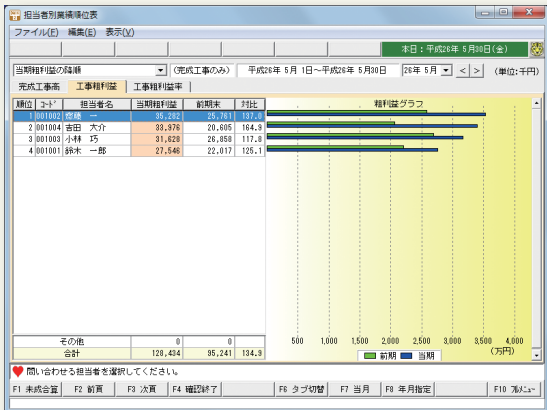 担当者別業績順位表
ファイル(F) 編集(E) 表示(V)
本日:平成26年 5月30日(金)
当期粗利益の降順 (完成工事のみ) 平成26年 5月 1日~平成26年 5月30日 26年 5月 < > (単位:千円)
完成工事高 工事粗利益 工事粗利益率
順位 コード 担当者名 当期粗利益 前期末 対比 粗利益グラフ
1 001002 齋藤 一 35,282 25,761 137.0
2 001004 吉田 大介 33,976 20,605 164.9
3 001003 小林 巧 31,628 26,858 117.8
4 001001 鈴木 一郎 27,546 22,017 125.1
その他 0 0
合計 128,434 95,241 134.9
500 1,000 1,500 2,000 2,500 3,000 3,500 4,000
前期 当期 (万円)
問い合わせる担当者を選択してください。
F1 未成合算 F2 前頁 F3 次頁 F4 確認終了 F6 タブ切替 F7 当月 F8 年月指定 F10 フルメニュー